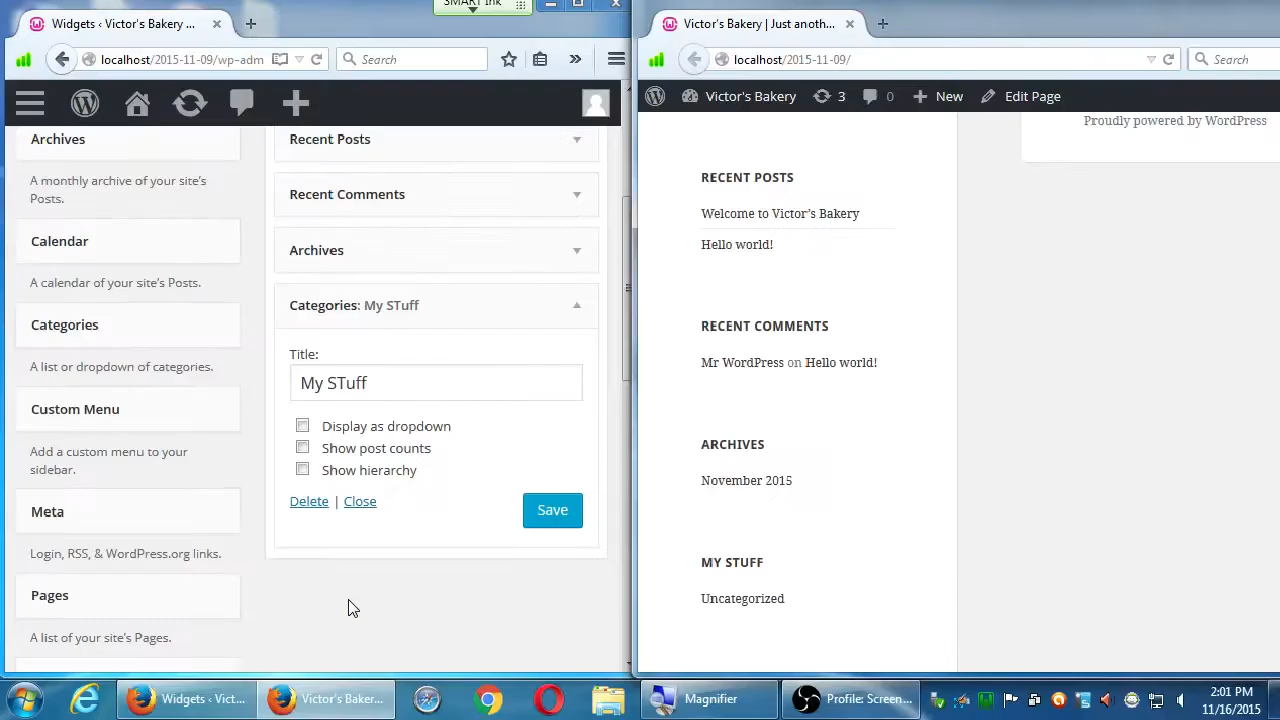 SMART Ink
Widgets ‹ Victor's Bakery ...
localhost/2015-11-09/wp-adm
Search
Archives
A monthly archive of your site's
Posts.
Calendar
A calendar of your site's Posts.
Categories
A list or dropdown of categories.
Custom Menu
Add a custom menu to your
sidebar.
Meta
Login, RSS, & WordPress.org links.
Pages
A list of your site's Pages.
Recent Posts
Recent Comments
Archives
Categories: My STuff
Title:
My STuff
Display as dropdown
Show post counts
Show hierarchy
Delete | Close
Save
Victor's Bakery | Just anoth...
localhost/2015-11-09/
Search
Victor's Bakery
3
0
New
Edit Page
Proudly powered by WordPress
RECENT POSTS
Welcome to Victor's Bakery
Hello world!
RECENT COMMENTS
Mr WordPress on Hello world!
ARCHIVES
November 2015
MY STUFF
Uncategorized
Widgets ‹ Vict...
Victor's Baker...
Magnifier
Profile: Screen...
2:01 PM
11/16/2015